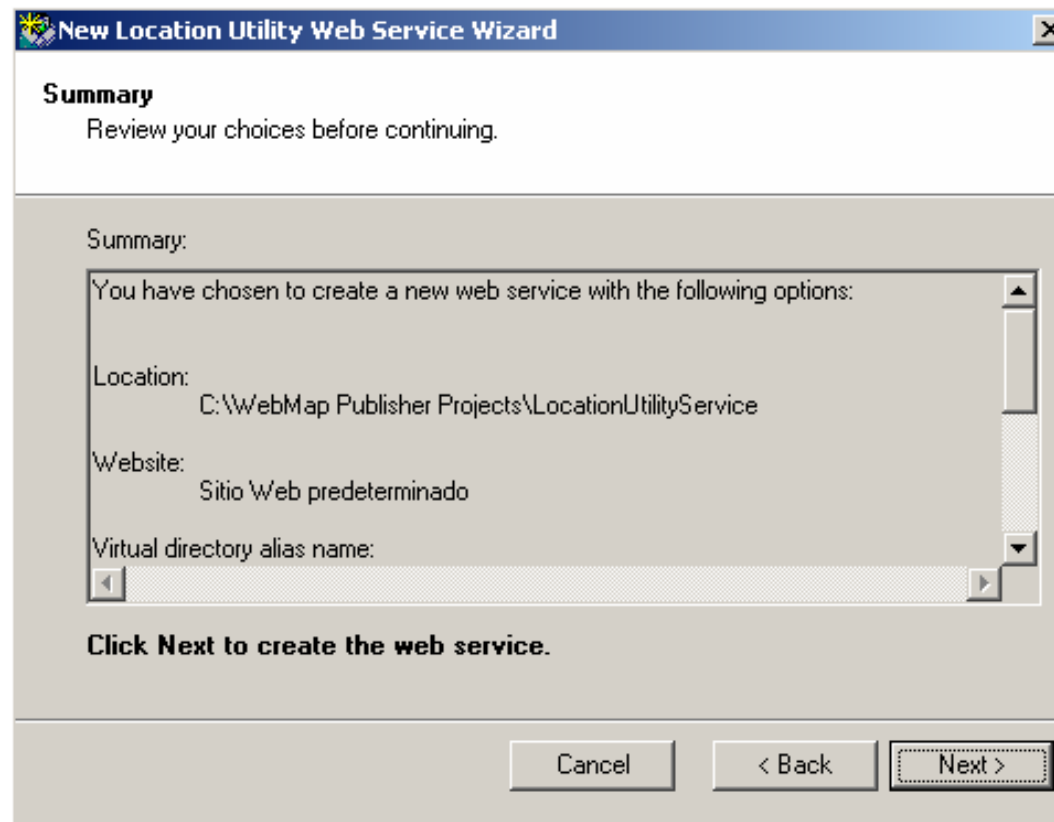 New Location Utility Web Service Wizard
Summary
Review your choices before continuing.
Summary:
You have chosen to create a new web service with the following options:
Location:
C:\WebMap Publisher Projects\LocationUtilityService
Website:
Sitio Web predeterminado
Virtual directory alias name:
Click Next to create the web service.
Cancel
< Back
Next >